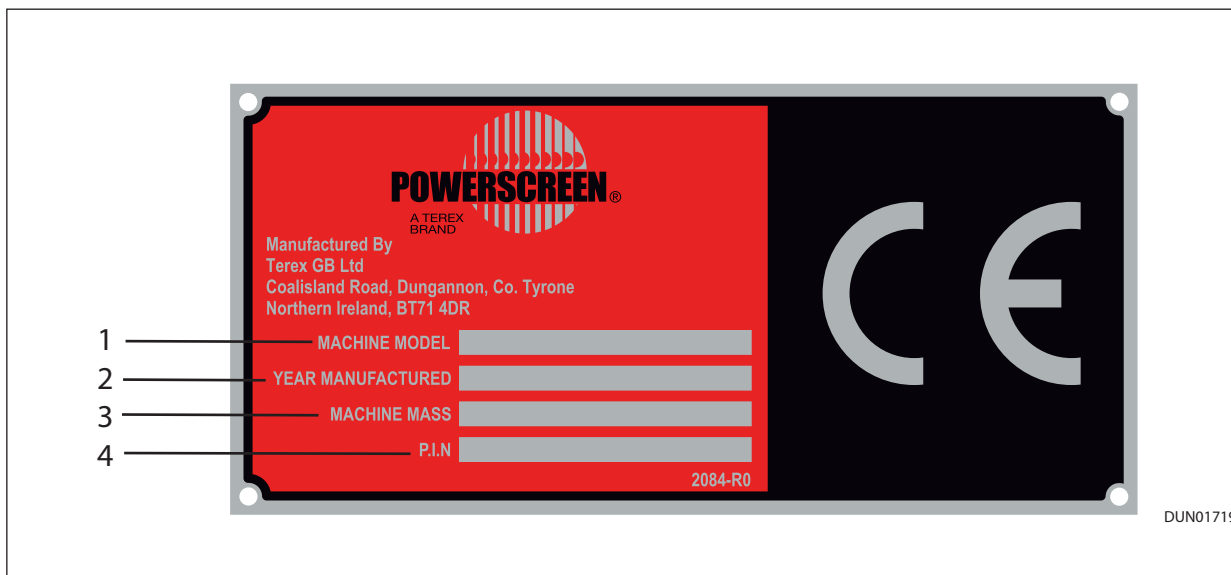 POWERSCREEN®
A TEREX
BRAND
Manufactured By
Terex GB Ltd
Coalisland Road, Dungannon, Co. Tyrone
Northern Ireland, BT71 4DR
1 MACHINE MODEL
2 YEAR MANUFACTURED
3 MACHINE MASS
4 P.I.N
2084-R0
CE
DUN01719